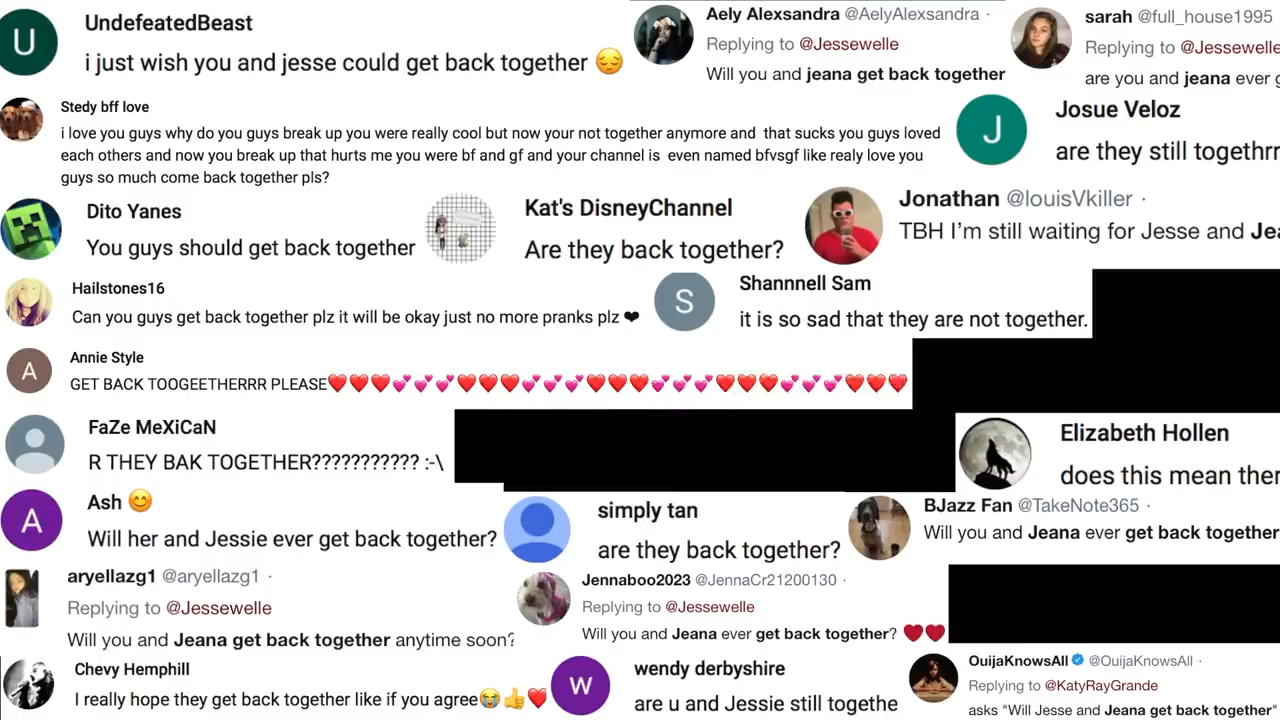 U
UndefeatedBeast
i just wish you and jesse could get back together 😔
Aely Alexsandra @AelyAlexsandra ·
Replying to @Jessewelle
Will you and jeana get back together
sarah @full_house1995
Replying to @Jessewelle
are you and jeana ever g
Stedy bff love
i love you guys why do you guys break up you were really cool but now your not together anymore and  that sucks you guys loved
each others and now you break up that hurts me you were bf and gf and your channel is  even named bfvsgf like realy love you
guys so much come back together pls?
J
Josue Veloz
are they still togethrr
Dito Yanes
You guys should get back together
Kat's DisneyChannel
Are they back together?
Jonathan @louisVkiller ·
TBH I'm still waiting for Jesse and Jea
Hailstones16
Can you guys get back together plz it will be okay just no more pranks plz ❤
S
Shannnell Sam
it is so sad that they are not together.
A
Annie Style
GET BACK TOOGEETHERRR PLEASE❤️❤️❤️💕💕💕❤️❤️❤️💕💕💕❤️❤️❤️💕💕💕❤️❤️❤️💕💕💕❤️❤️❤️
FaZe MeXiCaN
R THEY BAK TOGETHER??????????? :-\
Elizabeth Hollen
does this mean ther
A
Ash 😊
Will her and Jessie ever get back together?
simply tan
are they back together?
BJazz Fan @TakeNote365 ·
Will you and Jeana ever get back together
aryellazg1 @aryellazg1 ·
Replying to @Jessewelle
Will you and Jeana get back together anytime soon?
Jennaboo2023 @JennaCr21200130 ·
Replying to @Jessewelle
Will you and Jeana ever get back together? ❤️❤️
Chevy Hemphill
I really hope they get back together like if you agree😭👍❤️
W
wendy derbyshire
are u and Jessie still togethe
OuijaKnowsAll @OuijaKnowsAll ·
Replying to @KatyRayGrande
asks "Will Jesse and Jeana get back together"